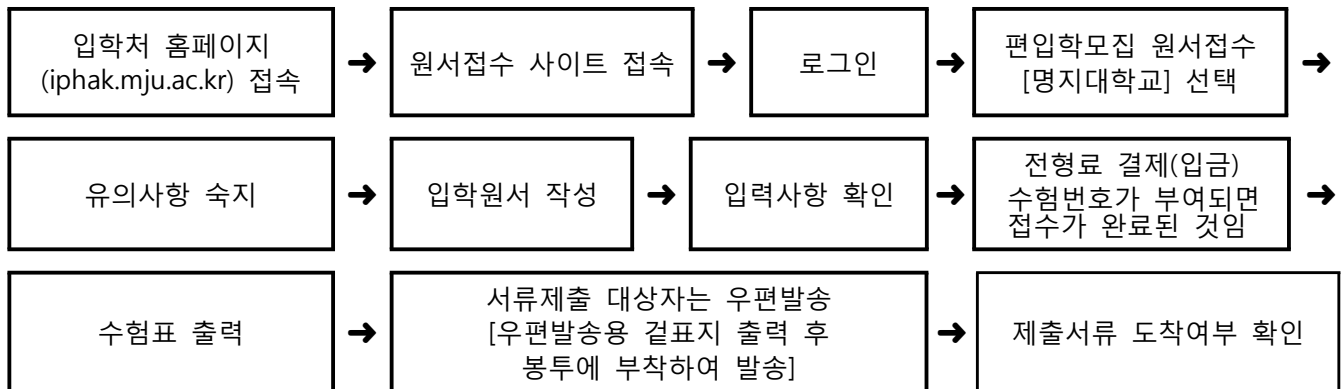 입학처 홈페이지
(iphak.mju.ac.kr) 접속
➜
원서접수 사이트 접속
➜
로그인
➜
편입학모집 원서접수
[명지대학교] 선택
➜
유의사항 숙지
➜
입학원서 작성
➜
입력사항 확인
➜
전형료 결제(입금)
수험번호가 부여되면
접수가 완료된 것임
➜
수험표 출력
➜
서류제출 대상자는 우편발송
[우편발송용 겉표지 출력 후
봉투에 부착하여 발송]
➜
제출서류 도착여부 확인